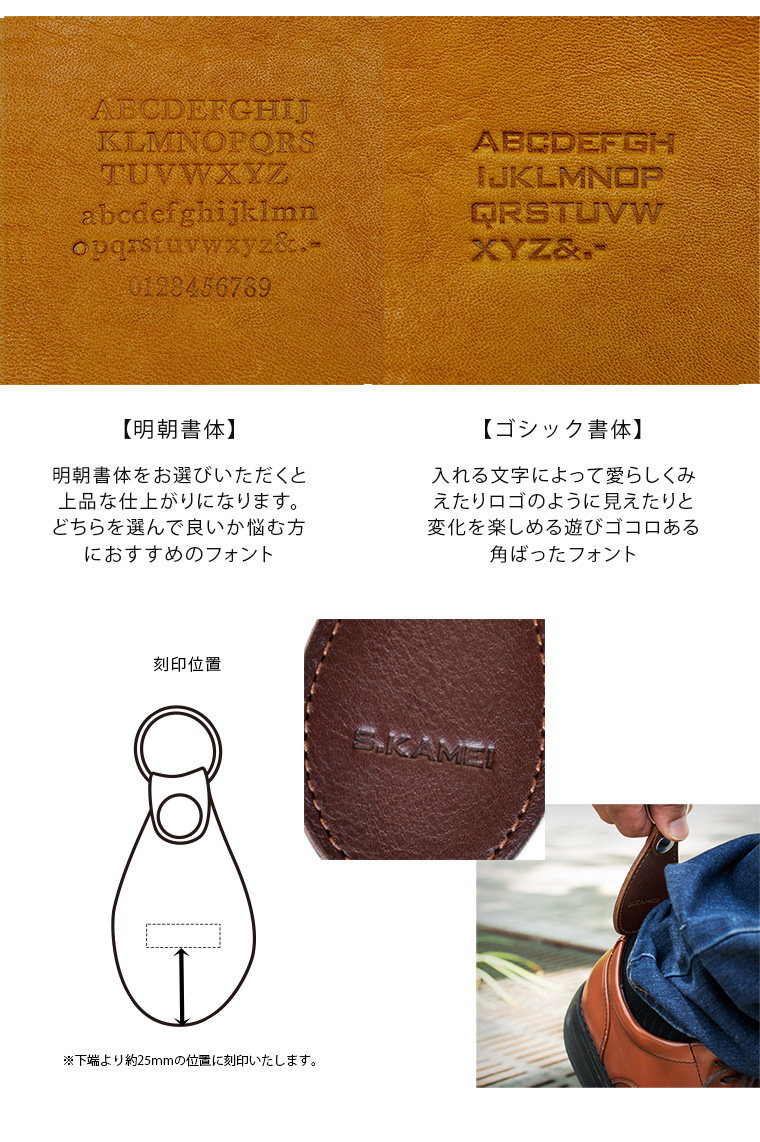 ABCDEFGHIJ
KLMNOPQRS
TUVWXYZ
abcdefghijklmn
opqrstuvwxyz&.-
0123456789
ABCDEFGH
IJKLMNOP
QRSTUVW
XYZ&.-
【明朝書体】
明朝書体をお選びいただくと
上品な仕上がりになります。
どちらを選んで良いか悩む方
におすすめのフォント
【ゴシック書体】
入れる文字によって愛らしくみ
えたりロゴのように見えたりと
変化を楽しめる遊びゴコロある
角ばったフォント
刻印位置
S.KAMEI
※下端より約25mmの位置に刻印いたします。
S.KAMEI